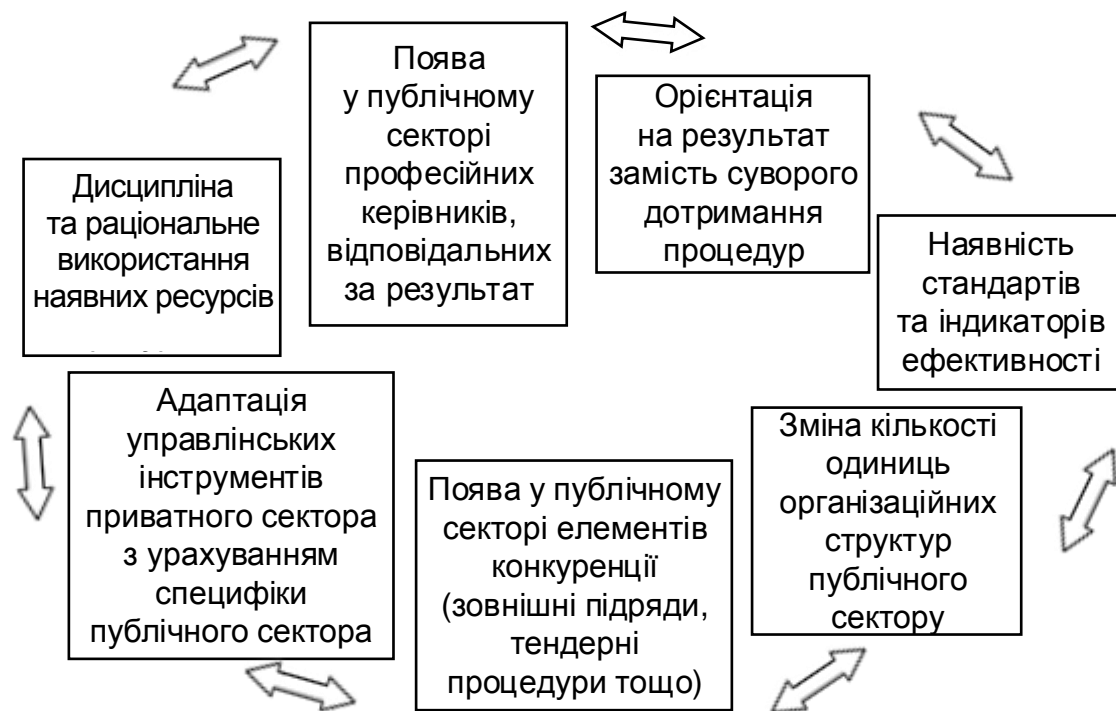 Поява
у публічному
секторі
професійних
керівників,
відповідальних
за результат
Орієнтація
на результат
замість суворого
дотримання
процедур
Дисципліна
та раціональне
використання
наявних ресурсів
Наявність
стандартів
та індикаторів
ефективності
Адаптація
управлінських
інструментів
приватного сектора
з урахуванням
специфіки
публічного сектора
Поява у публічному
секторі елементів
конкуренції
(зовнішні підряди,
тендерні
процедури тощо)
Зміна кількості
одиниць
організаційних
структур
публічного
сектору